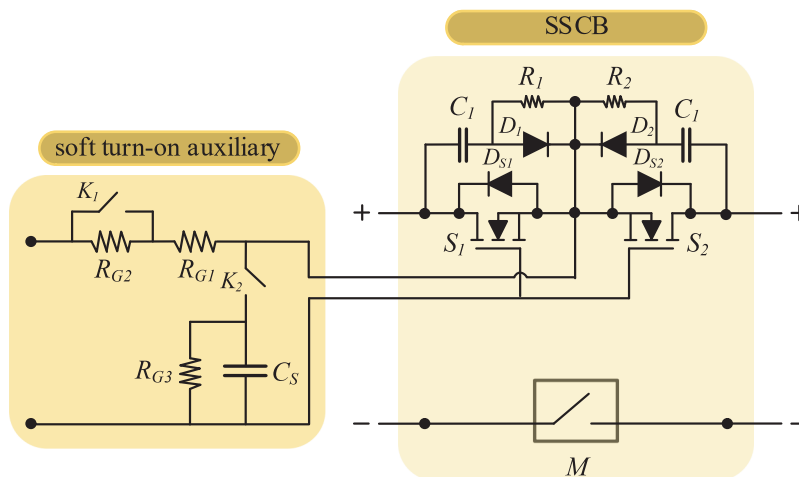 SSCB
soft turn-on auxiliary
R1 R2
C1 D1 D2 C1
DS1 DS2
+ +
S1 S2
K1
RG2 RG1 K2
RG3 CS
− −
M